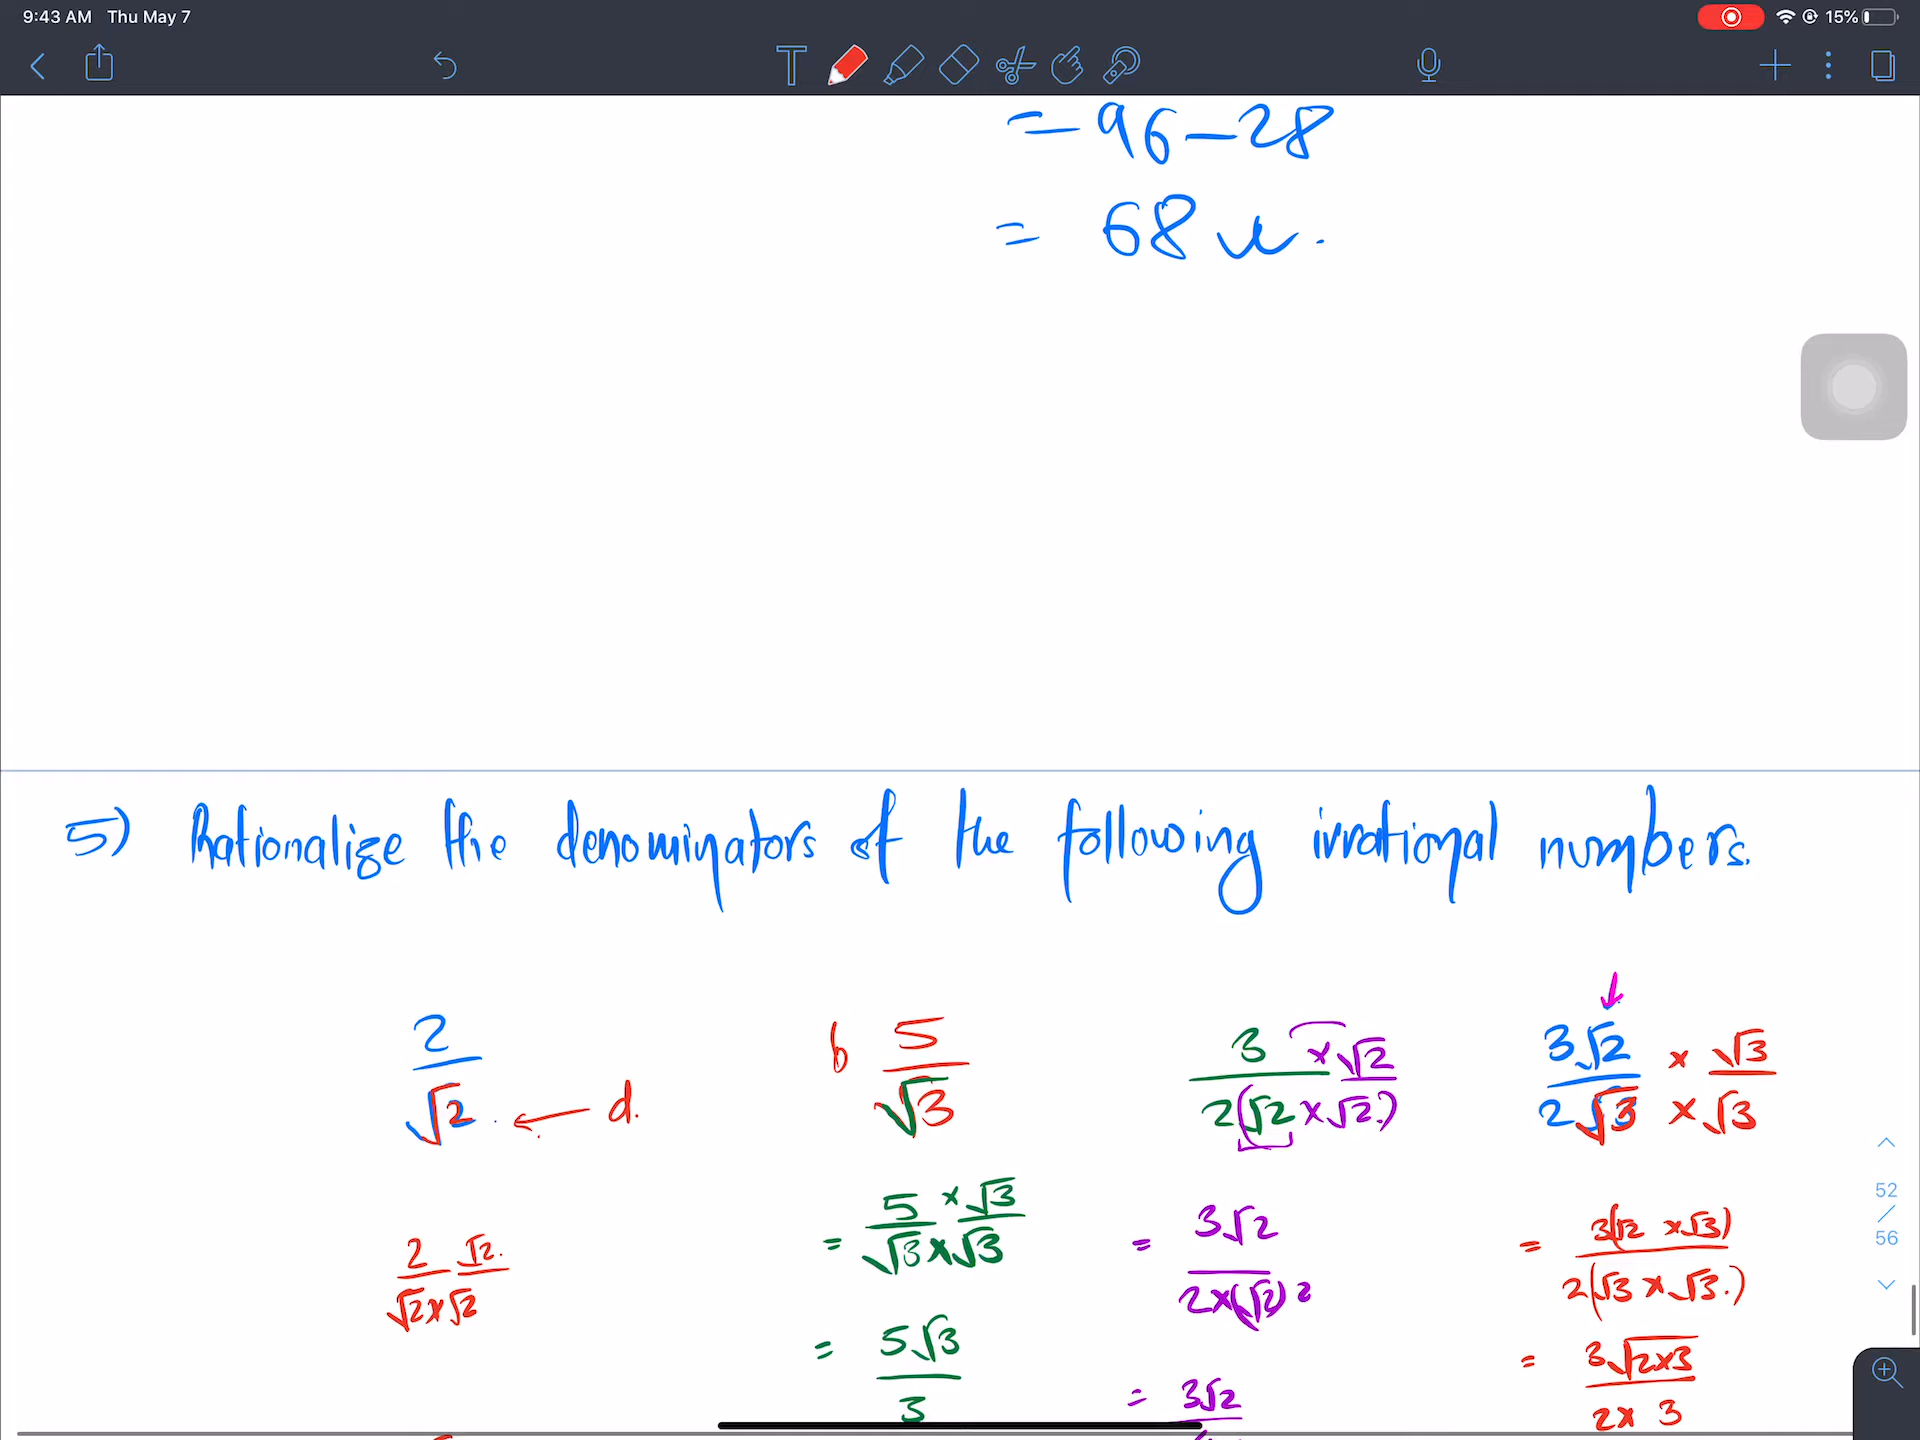 9:43 AM Thu May 7 15%
= 96 - 28
= 68 u.
5) Rationalize the denominators of the following irrational numbers.
2/√2 . ← d.
2/√2 × √2/√2
b 5/√3
= 5/√3 × √3/√3
= 5√3/3
3 × √2 / 2(√2 × √2)
= 3√2 / 2×(√2)2
= 3√2
3√2/2√3 × √3/√3
= 3(√2 × √3) / 2(√3 × √3)
= 3√2×3 / 2× 3
52
/
56